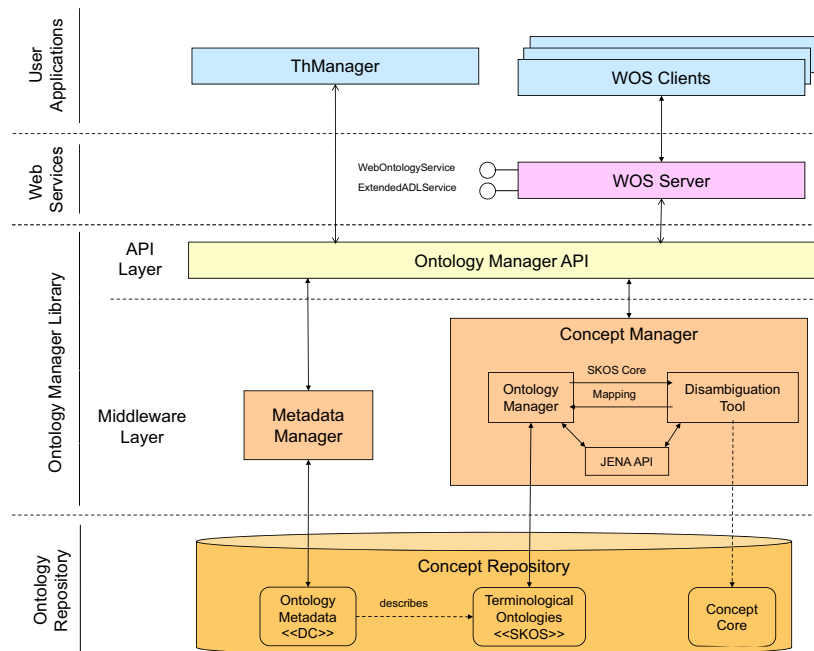 User
Applications
ThManager
WOS Clients
Web
Services
WebOntologyService
ExtendedADLService
WOS Server
Ontology Manager Library
API
Layer
Ontology Manager API
Middleware
Layer
Metadata
Manager
Concept Manager
Ontology
Manager
SKOS Core
Mapping
Disambiguation
Tool
JENA API
Ontology
Repository
Concept Repository
Ontology
Metadata
<<DC>>
describes
Terminological
Ontologies
<<SKOS>>
Concept
Core